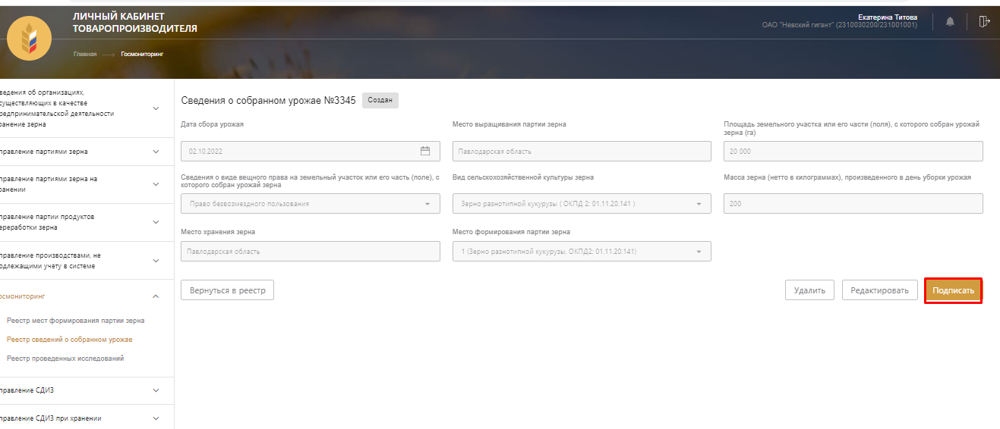 ЛИЧНЫЙ КАБИНЕТ
ТОВАРОПРОИЗВОДИТЕЛЯ
Екатерина Титова
ОАО "Невский гигант" (2310030200/231001001)
Главная → Госмониторинг
ведения об организациях,
существляющих в качестве
редпринимательской деятельности
ранение зерна
правление партиями зерна
правление партиями зерна на
ранении
правление партии продуктов
ереработки зерна
правление производствами, не
одлежащими учету в системе
осмониторинг
Реестр мест формирования партии зерна
Реестр сведений о собранном урожае
Реестр проведенных исследований
правление СДИЗ
правление СДИЗ при хранении
Сведения о собранном урожае №3345 Создан
Дата сбора урожая
02.10.2022
Место выращивания партии зерна
Павлодарская область
Площадь земельного участка или его части (поля), с которого собран урожай
зерна (га)
20 000
Сведения о виде вещного права на земельный участок или его часть (поле), с
которого собран урожай зерна
Право безвозмездного пользования
Вид сельскохозяйственной культуры зерна
Зерно разнотипной кукурузы ( ОКПД 2: 01.11.20.141 )
Масса зерна (нетто в килограммах), произведенного в день уборки урожая
200
Место хранения зерна
Павлодарская область
Место формирования партии зерна
1 (Зерно разнотипной кукурузы, ОКПД2: 01.11.20.141)
Вернуться в реестр
Удалить
Редактировать
Подписать